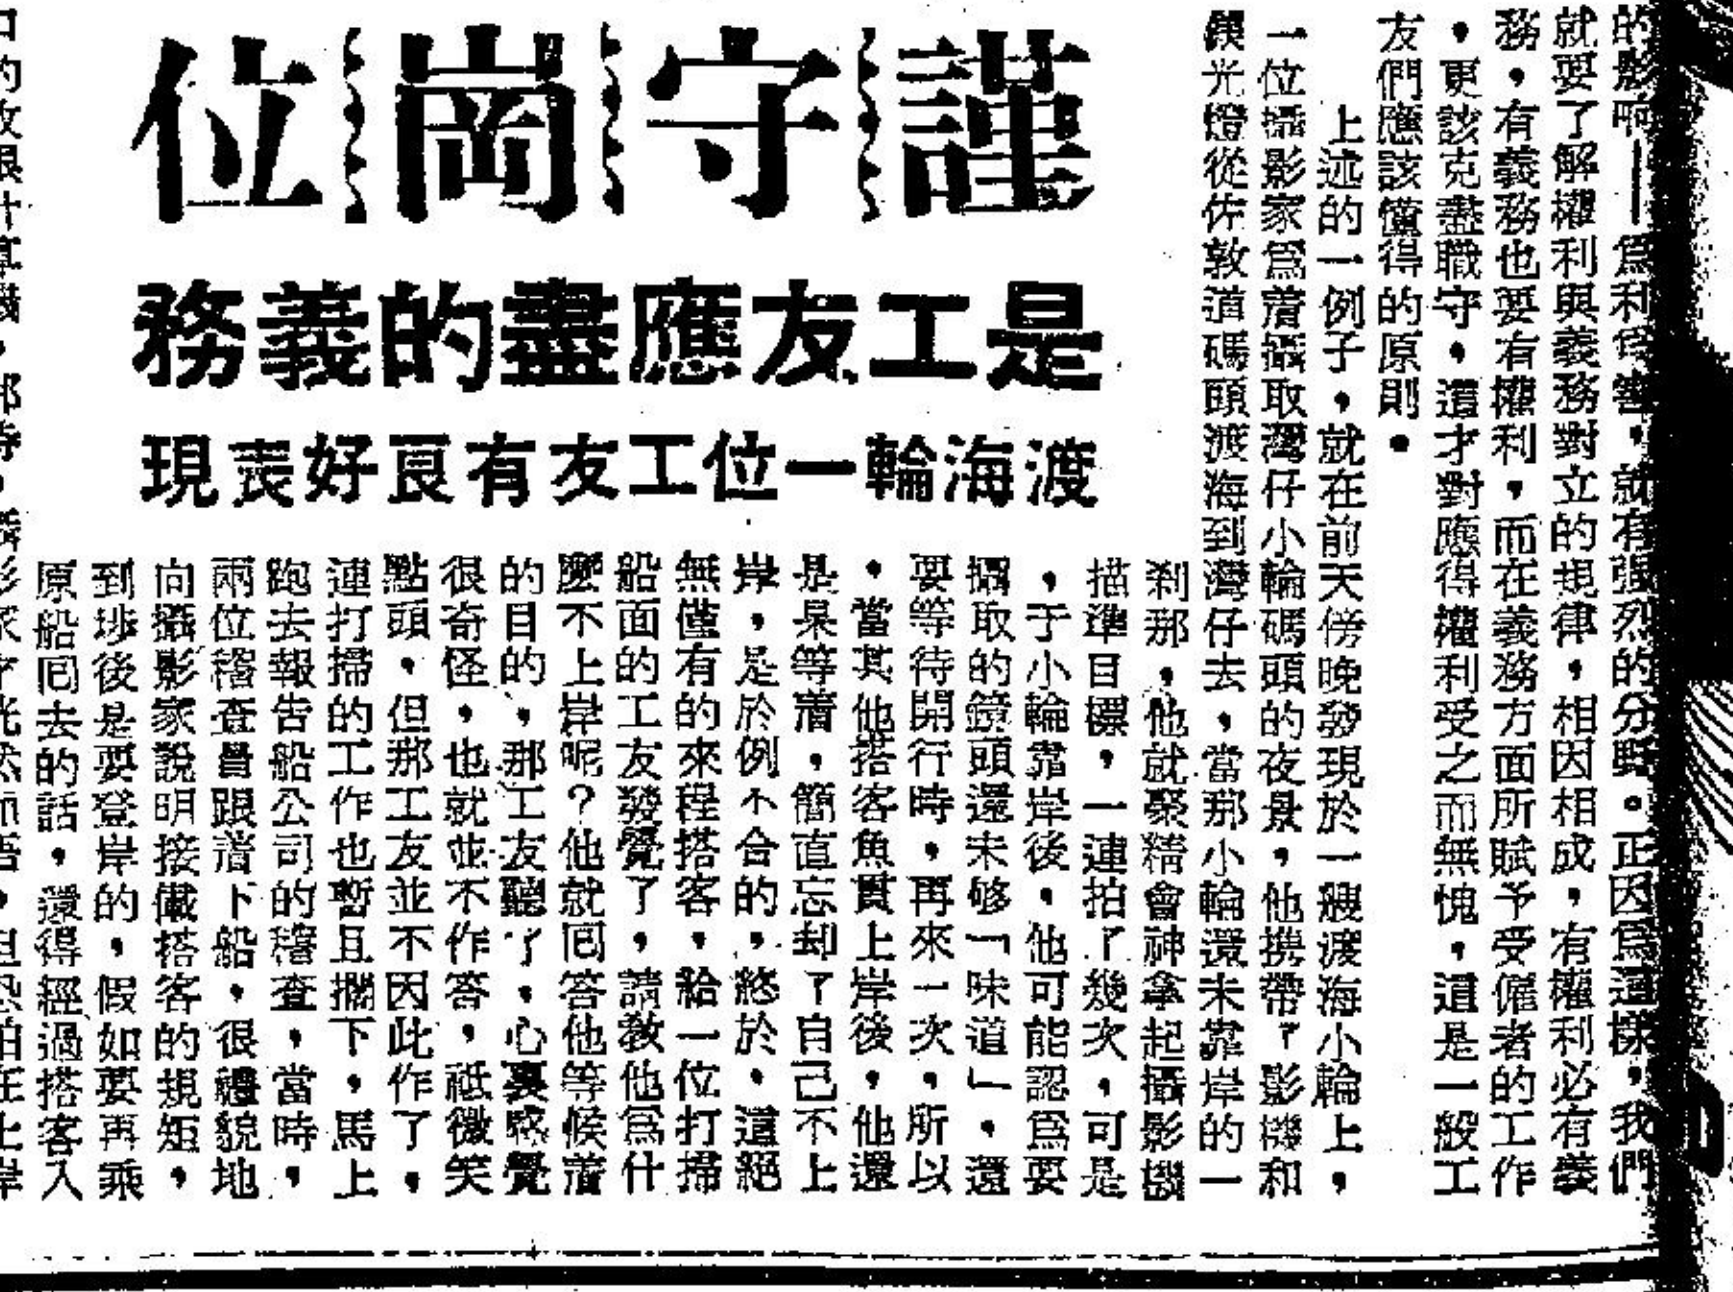 謹守崗位
是工友應盡的義務
渡海輪一位工友有良好表現
的影响——為利為害，就有强烈的分野。正因為這樣，我們
就要了解權利與義務對立的規律，相因相成，有權利必有義
務，有義務也要有權利，而在義務方面所賦予受僱者的工作
，更該克盡職守，還才對應得權利受之而無愧，這是一般工
友們應該懂得的原則。
上述的一例子，就在前天傍晚發現於一艘渡海小輪上，
一位攝影家為着攝取灣仔小輪碼頭的夜景，他携帶了影機和
鎂光燈從佐敦道碼頭渡海到灣仔去，當那小輪還未靠岸的一
剎那，他就聚精會神拿起攝影機
描準目標，一連拍了幾次，可是
，于小輪靠岸後，他可能認為要
攝取的鏡頭還未够「味道」，還
要等待開行時，再來一次，所以
，當其他搭客魚貫上岸後，他還
是呆等着，簡直忘却了自己不上
岸，是於例不合的，終於，這絕
無僅有的來程搭客，給一位打掃
船面的工友發覺了，請教他為什
麼不上岸呢？他就回答他等候着
的目的，那工友聽了，心裏感覺
很奇怪，也就並不作答，祗微笑
點頭，但那工友並不因此作了，
連打掃的工作也暫且擱下，馬上
跑去報告船公司的稽查，當時，
兩位稽查員跟着下船，很禮貌地
向攝影家說明接儎搭客的規矩，
到埗後是要登岸的，假如要再乘
原船回去的話，還得經過搭客入